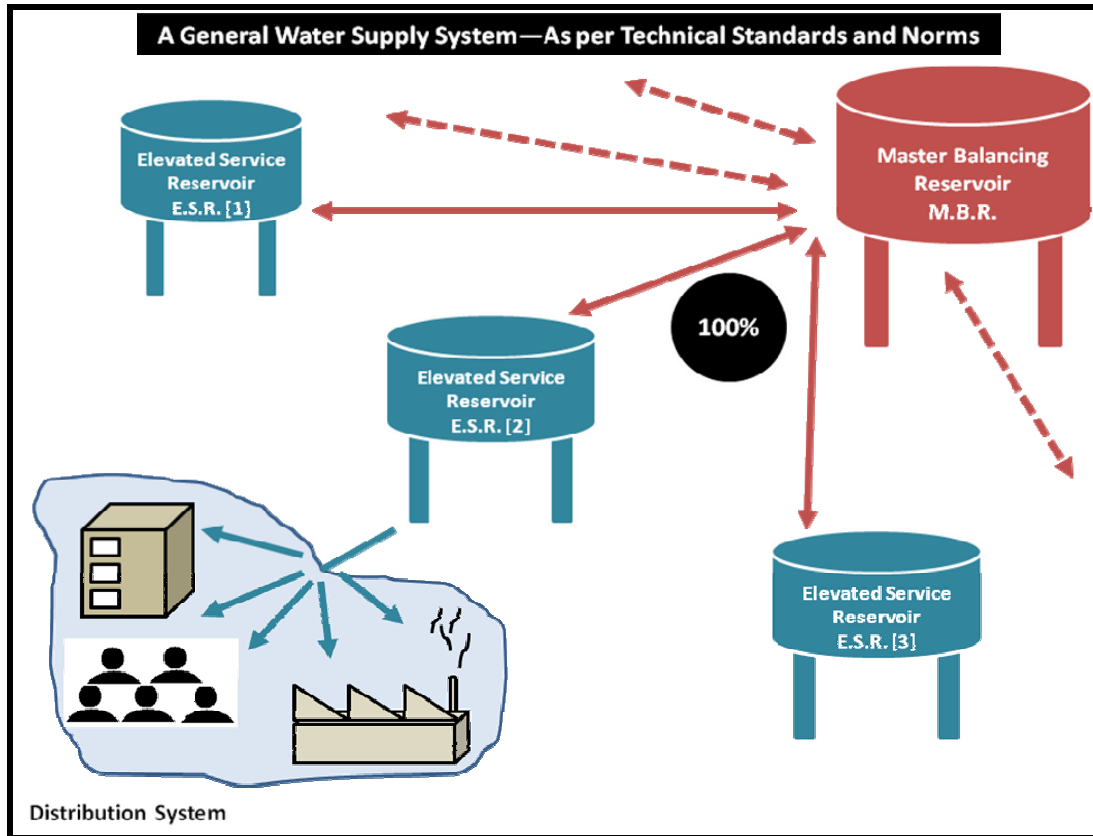 A General Water Supply System—As per Technical Standards and Norms
Elevated Service
Reservoir
E.S.R. [1]
Master Balancing
Reservoir
M.B.R.
100%
Elevated Service
Reservoir
E.S.R. [2]
Elevated Service
Reservoir
E.S.R. [3]
Distribution System